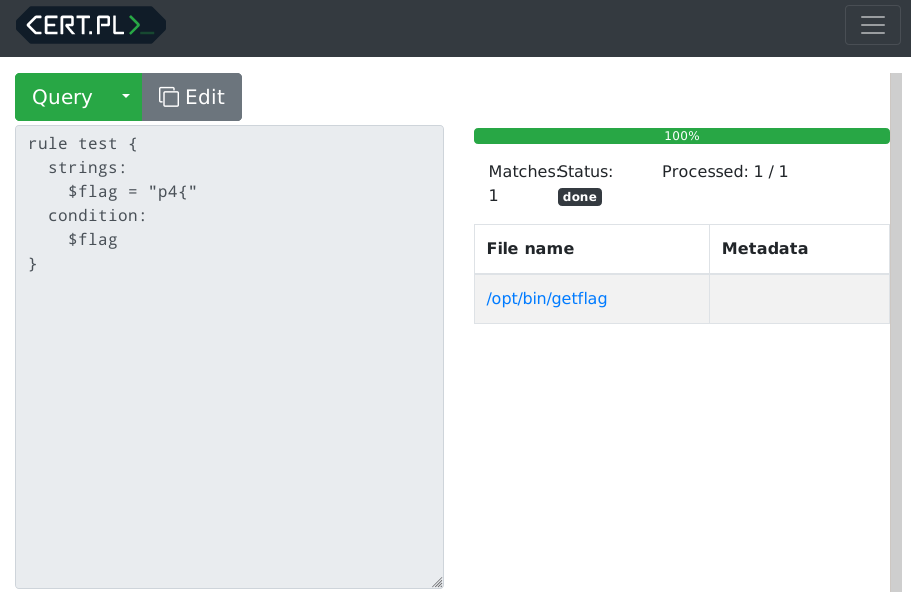 CERT.PL>_
Query
Edit
rule test {
  strings:
    $flag = "p4{"
  condition:
    $flag
}
100%
Matches:
1
Status:
done
Processed: 1 / 1
File name
Metadata
/opt/bin/getflag